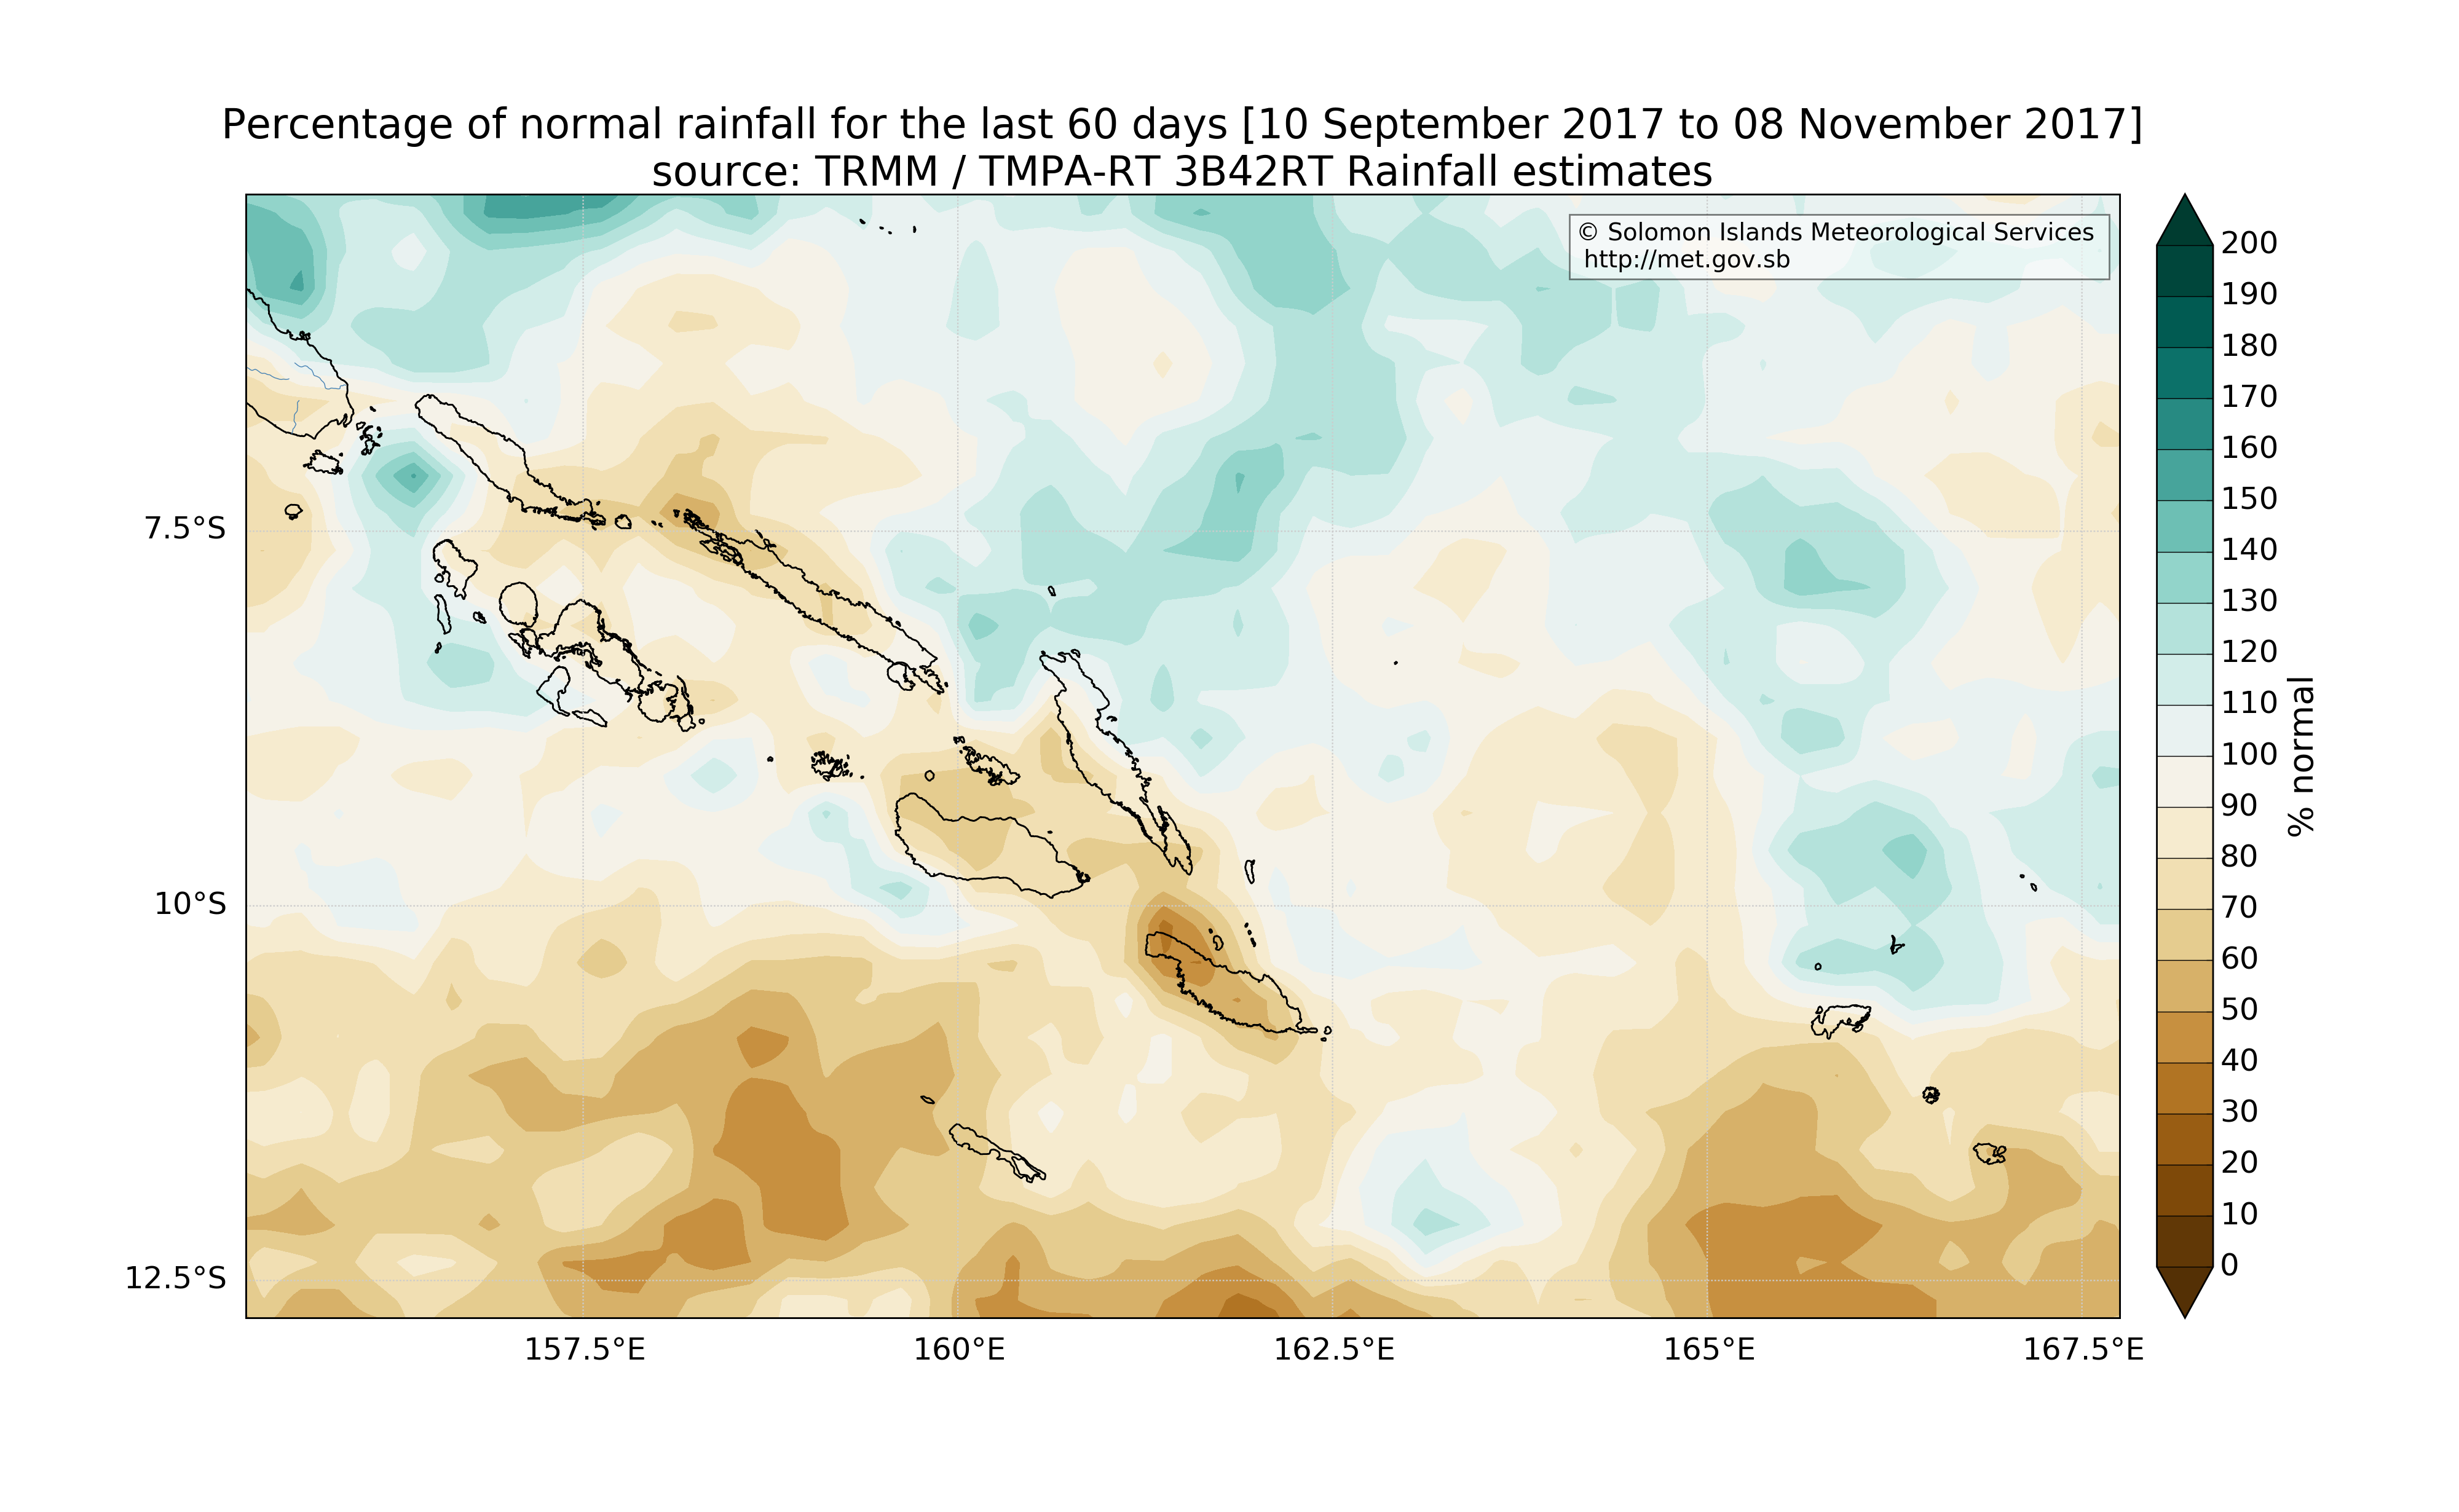 Percentage of normal rainfall for the last 60 days [10 September 2017 to 08 November 2017]
source: TRMM / TMPA-RT 3B42RT Rainfall estimates
© Solomon Islands Meteorological Services
http://met.gov.sb
7.5°S
10°S
12.5°S
157.5°E
160°E
162.5°E
165°E
167.5°E
200
190
180
170
160
150
140
130
120
110
100
90
80
70
60
50
40
30
20
10
0
% normal